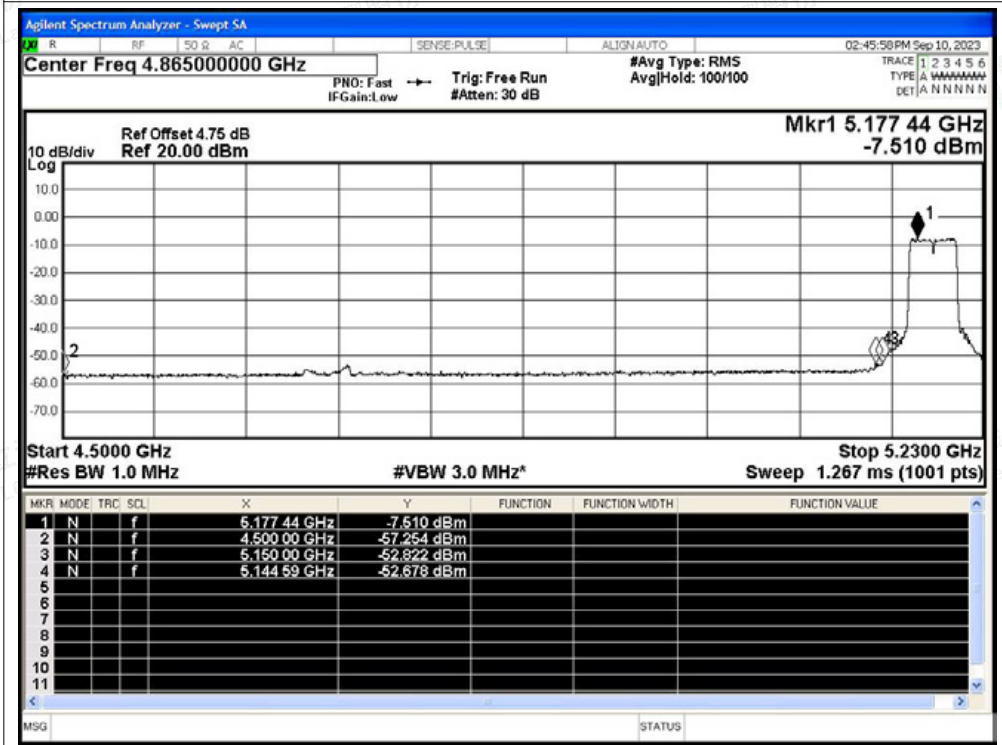 Agilent Spectrum Analyzer - Swept SA
LXI R RF 50 Ω AC SENSE:PULSE ALIGN AUTO 02:45:58 PM Sep 10, 2023
Center Freq 4.865000000 GHz #Avg Type: RMS TRACE 1 2 3 4 5 6
PNO: Fast Trig: Free Run Avg|Hold: 100/100 TYPE A WWWWW
IFGain:Low #Atten: 30 dB DET A N N N N N
Ref Offset 4.75 dB Mkr1 5.177 44 GHz
10 dB/div Ref 20.00 dBm -7.510 dBm
Log
10.0
0.00
-10.0
-20.0
-30.0
-40.0
-50.0
-60.0
-70.0
1
2
43
Start 4.5000 GHz Stop 5.2300 GHz
#Res BW 1.0 MHz #VBW 3.0 MHz* Sweep 1.267 ms (1001 pts)
MKR MODE TRC SCL X Y FUNCTION FUNCTION WIDTH FUNCTION VALUE
1 N f 5.177 44 GHz -7.510 dBm
2 N f 4.500 00 GHz -57.254 dBm
3 N f 5.150 00 GHz -52.822 dBm
4 N f 5.144 59 GHz -52.678 dBm
5
6
7
8
9
10
11
MSG STATUS